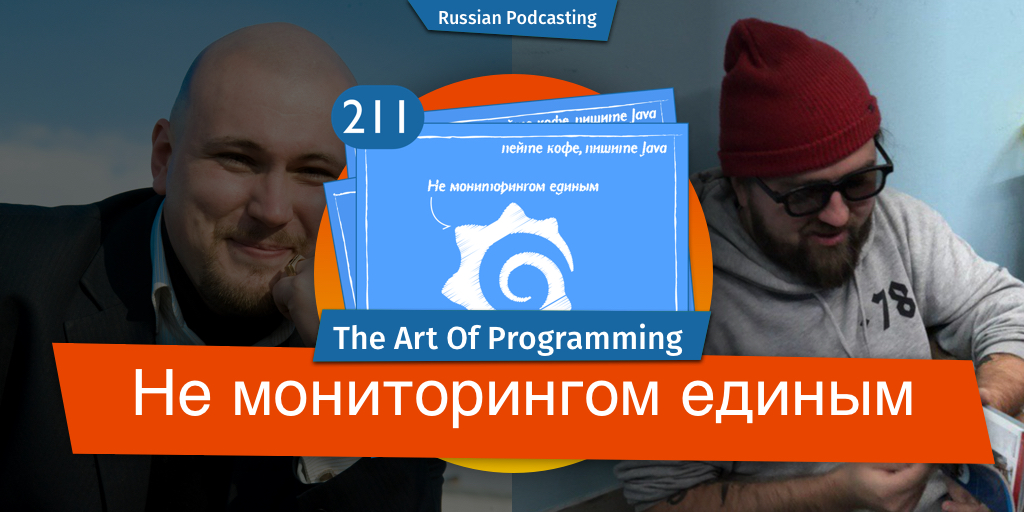 Russian Podcasting
211
кофе, пишите Java
пейте кофе, пишите Java
Не мониторингом единым
The Art Of Programming
Не мониторингом единым
78